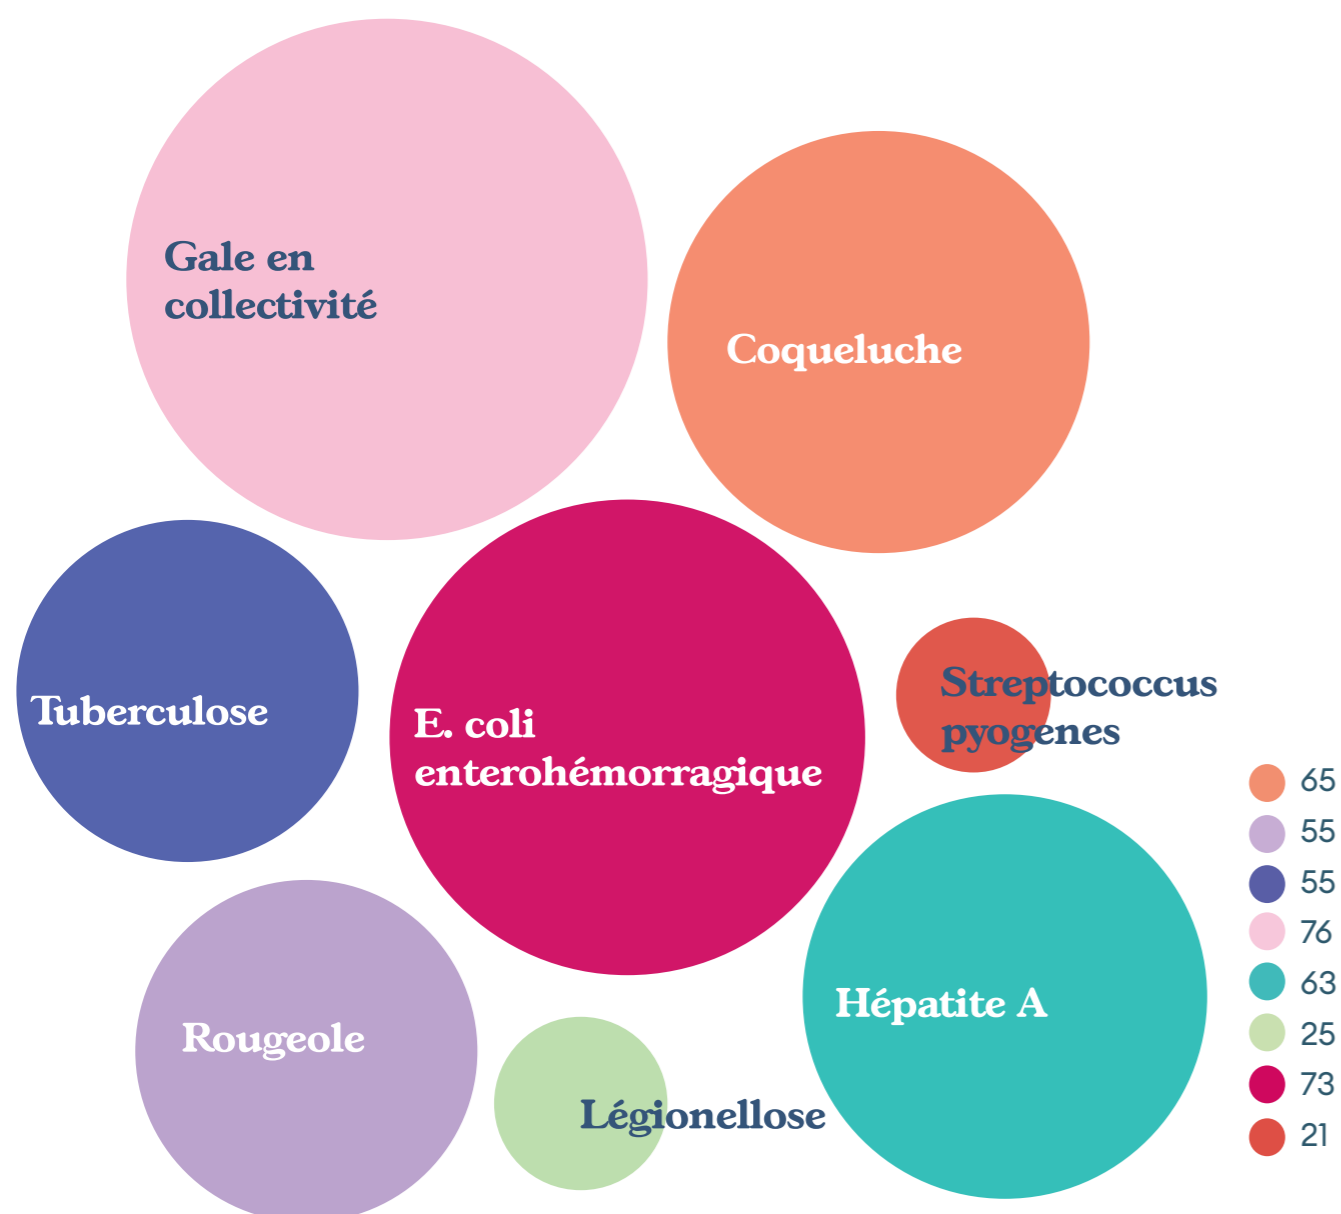 Gale en
collectivité
Coqueluche
Tuberculose
E. coli
enterohémorragique
Streptococcus
pyogenes
Hépatite A
Rougeole
Légionellose
65
55
55
76
63
25
73
21